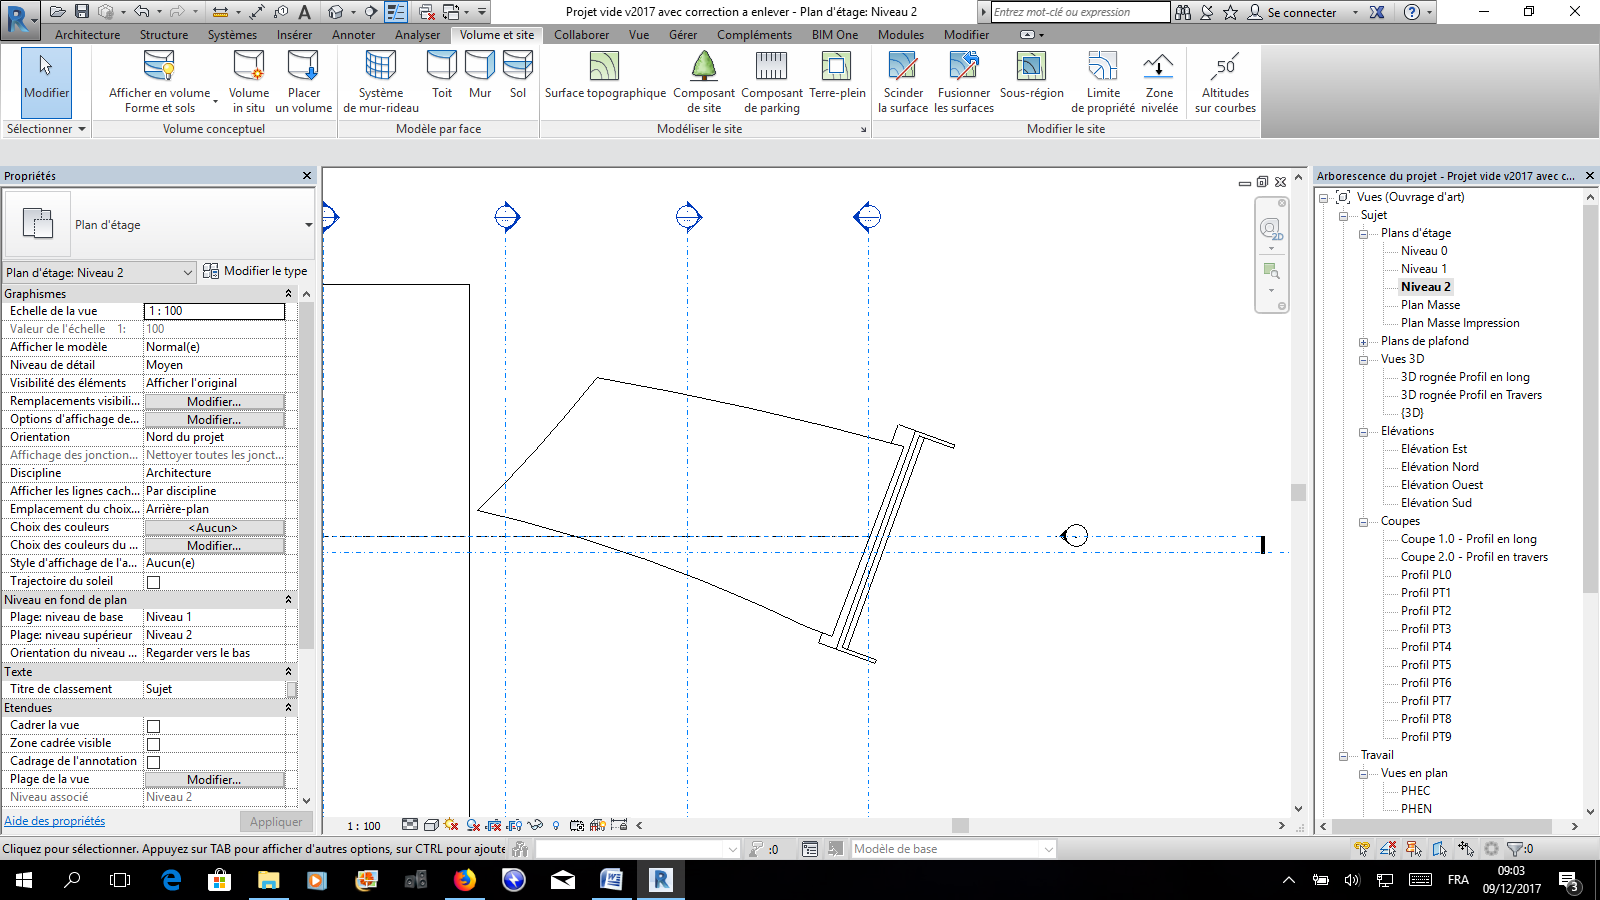 Projet vide v2017 avec correction a enlever - Plan d'étage: Niveau 2
Entrez mot-clé ou expression
Se connecter
Architecture Structure Systèmes Insérer Annoter Analyser Volume et site Collaborer Vue Gérer Compléments BIM One Modules Modifier
Modifier
Afficher en volume
Forme et sols
Volume
in situ
Placer
un volume
Système
de mur-rideau
Toit
Mur
Sol
Surface topographique
Composant
de site
Composant
de parking
Terre-plein
Scinder
la surface
Fusionner
les surfaces
Sous-région
Limite
de propriété
Zone
nivelée
50
Altitudes
sur courbes
Sélectionner
Volume conceptuel
Modèle par face
Modéliser le site
Modifier le site
Propriétés
Plan d'étage
Plan d'étage: Niveau 2
Modifier le type
Graphismes
Echelle de la vue 1 : 100
Valeur de l'échelle 1: 100
Afficher le modèle Normal(e)
Niveau de détail Moyen
Visibilité des éléments Afficher l'original
Remplacements visibili... Modifier...
Options d'affichage de... Modifier...
Orientation Nord du projet
Affichage des jonction... Nettoyer toutes les jonct...
Discipline Architecture
Afficher les lignes cach... Par discipline
Emplacement du choix... Arrière-plan
Choix des couleurs <Aucun>
Choix des couleurs du ... Modifier...
Style d'affichage de l'a... Aucun(e)
Trajectoire du soleil
Niveau en fond de plan
Plage: niveau de base Niveau 1
Plage: niveau supérieur Niveau 2
Orientation du niveau ... Regarder vers le bas
Texte
Titre de classement Sujet
Etendues
Cadrer la vue
Zone cadrée visible
Cadrage de l'annotation
Plage de la vue Modifier...
Niveau associé Niveau 2
Aide des propriétés
Appliquer
2D
1 : 100
Arborescence du projet - Projet vide v2017 avec c...
Vues (Ouvrage d'art)
Sujet
Plans d'étage
Niveau 0
Niveau 1
Niveau 2
Plan Masse
Plan Masse Impression
Plans de plafond
Vues 3D
3D rognée Profil en long
3D rognée Profil en Travers
{3D}
Elévations
Elévation Est
Elévation Nord
Elévation Ouest
Elévation Sud
Coupes
Coupe 1.0 - Profil en long
Coupe 2.0 - Profil en travers
Profil PL0
Profil PT1
Profil PT2
Profil PT3
Profil PT4
Profil PT5
Profil PT6
Profil PT7
Profil PT8
Profil PT9
Travail
Vues en plan
PHEC
PHEN
Cliquez pour sélectionner. Appuyez sur TAB pour afficher d'autres options, sur CTRL pour ajoute
:0
Modèle de base
:0
FRA
09:03
09/12/2017
3